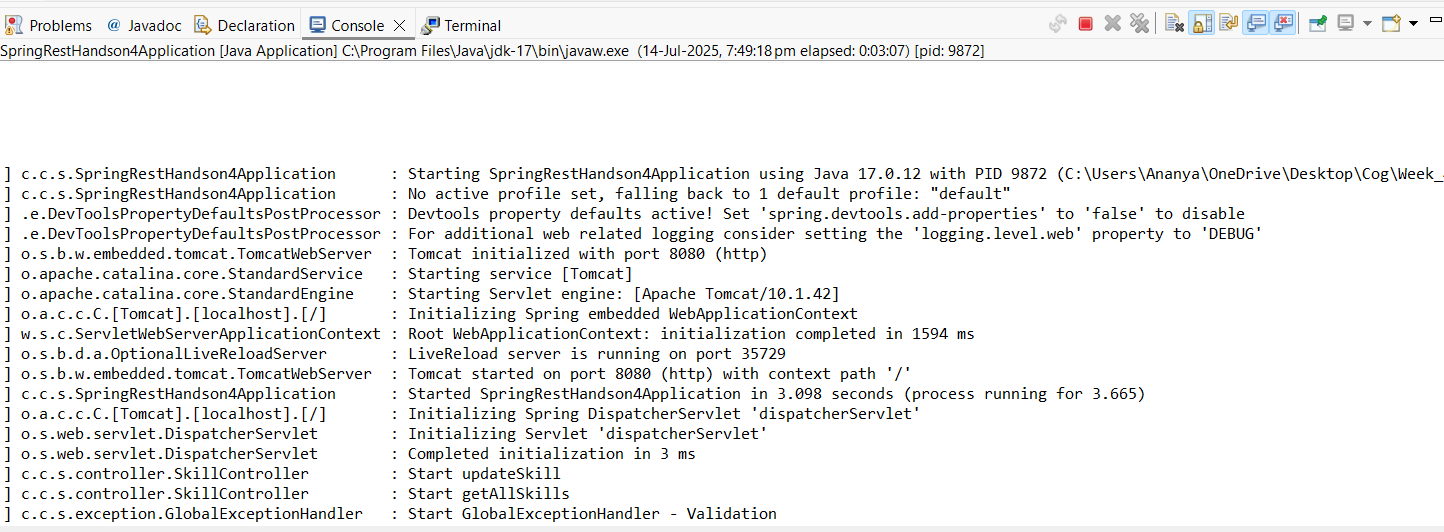 Problems @ Javadoc Declaration Console Terminal
SpringRestHandson4Application [Java Application] C:\Program Files\Java\jdk-17\bin\javaw.exe (14-Jul-2025, 7:49:18 pm elapsed: 0:03:07) [pid: 9872]
] c.c.s.SpringRestHandson4Application : Starting SpringRestHandson4Application using Java 17.0.12 with PID 9872 (C:\Users\Ananya\OneDrive\Desktop\Cog\Week_
] c.c.s.SpringRestHandson4Application : No active profile set, falling back to 1 default profile: "default"
] .e.DevToolsPropertyDefaultsPostProcessor : Devtools property defaults active! Set 'spring.devtools.add-properties' to 'false' to disable
] .e.DevToolsPropertyDefaultsPostProcessor : For additional web related logging consider setting the 'logging.level.web' property to 'DEBUG'
] o.s.b.w.embedded.tomcat.TomcatWebServer : Tomcat initialized with port 8080 (http)
] o.apache.catalina.core.StandardService : Starting service [Tomcat]
] o.apache.catalina.core.StandardEngine : Starting Servlet engine: [Apache Tomcat/10.1.42]
] o.a.c.c.C.[Tomcat].[localhost].[/] : Initializing Spring embedded WebApplicationContext
] w.s.c.ServletWebServerApplicationContext : Root WebApplicationContext: initialization completed in 1594 ms
] o.s.b.d.a.OptionalLiveReloadServer : LiveReload server is running on port 35729
] o.s.b.w.embedded.tomcat.TomcatWebServer : Tomcat started on port 8080 (http) with context path '/'
] c.c.s.SpringRestHandson4Application : Started SpringRestHandson4Application in 3.098 seconds (process running for 3.665)
] o.a.c.c.C.[Tomcat].[localhost].[/] : Initializing Spring DispatcherServlet 'dispatcherServlet'
] o.s.web.servlet.DispatcherServlet : Initializing Servlet 'dispatcherServlet'
] o.s.web.servlet.DispatcherServlet : Completed initialization in 3 ms
] c.c.s.controller.SkillController : Start updateSkill
] c.c.s.controller.SkillController : Start getAllSkills
] c.c.s.exception.GlobalExceptionHandler : Start GlobalExceptionHandler - Validation